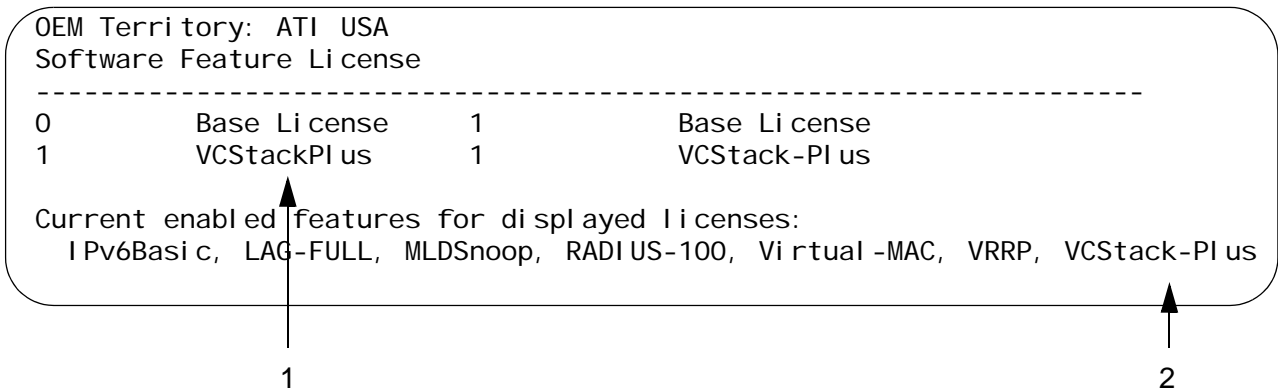 OEM Territory: ATI USA
Software Feature License
---------------------------------------------------------------------
0 Base License 1 Base License
1 VCStackPlus 1 VCStack-Plus
Current enabled features for displayed licenses:
IPv6Basic, LAG-FULL, MLDSnoop, RADIUS-100, Virtual-MAC, VRRP, VCStack-Plus
1 2